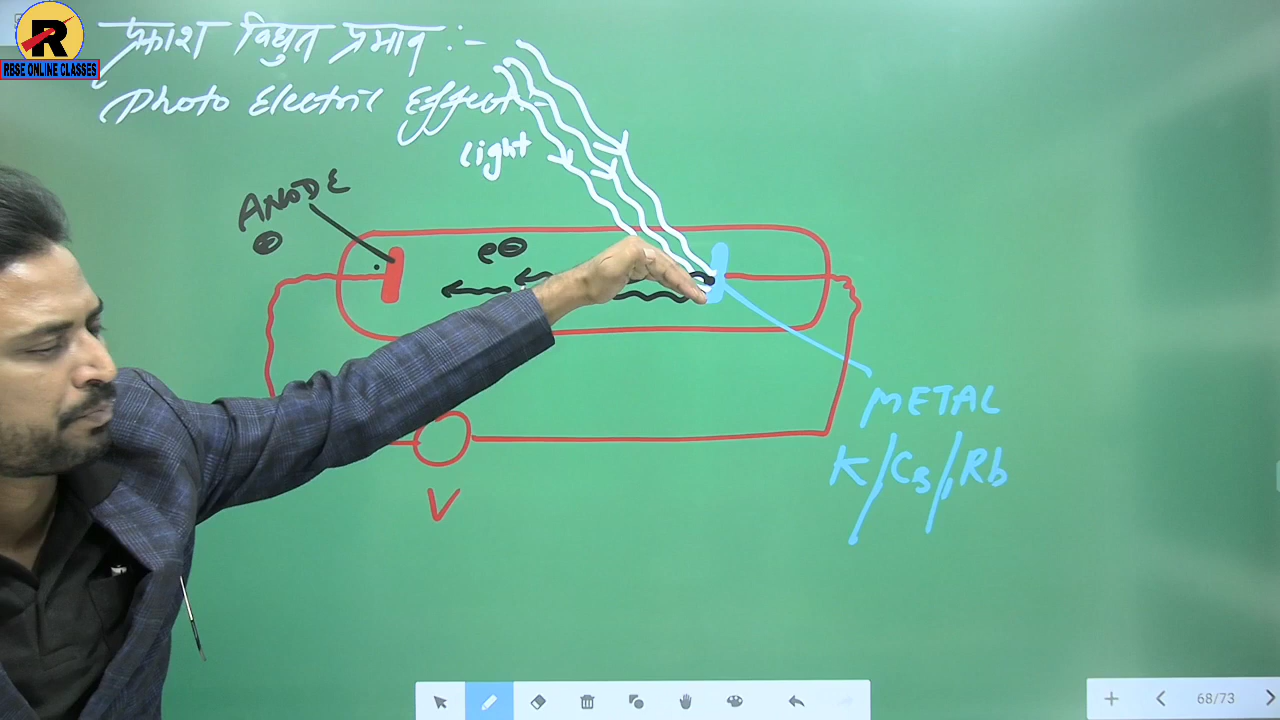 R
RBSE ONLINE CLASSES
प्रकाश विधुत प्रभाव :-
Photo Electric Effect :-
Light
ANODE
e⊖
METAL
K/Cs/Rb
V
68/73